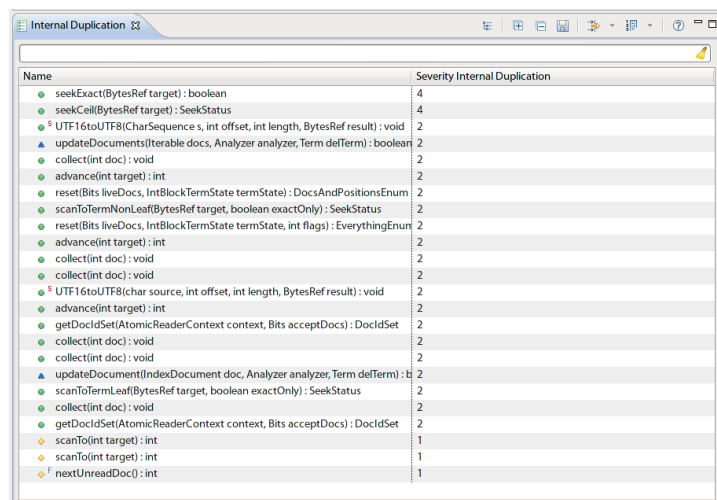 Internal Duplication
Name Severity Internal Duplication
seekExact(BytesRef target) : boolean 4
seekCeil(BytesRef target) : SeekStatus 4
S UTF16toUTF8(CharSequence s, int offset, int length, BytesRef result) : void 2
updateDocuments(Iterable docs, Analyzer analyzer, Term delTerm) : boolean 2
collect(int doc) : void 2
advance(int target) : int 2
reset(Bits liveDocs, IntBlockTermState termState) : DocsAndPositionsEnum 2
scanToTermNonLeaf(BytesRef target, boolean exactOnly) : SeekStatus 2
reset(Bits liveDocs, IntBlockTermState termState, int flags) : EverythingEnum 2
advance(int target) : int 2
collect(int doc) : void 2
collect(int doc) : void 2
S UTF16toUTF8(char source, int offset, int length, BytesRef result) : void 2
advance(int target) : int 2
getDocIdSet(AtomicReaderContext context, Bits acceptDocs) : DocIdSet 2
collect(int doc) : void 2
collect(int doc) : void 2
updateDocument(IndexDocument doc, Analyzer analyzer, Term delTerm) : b 2
scanToTermLeaf(BytesRef target, boolean exactOnly) : SeekStatus 2
collect(int doc) : void 2
getDocIdSet(AtomicReaderContext context, Bits acceptDocs) : DocIdSet 2
scanTo(int target) : int 1
scanTo(int target) : int 1
F nextUnreadDoc() : int 1